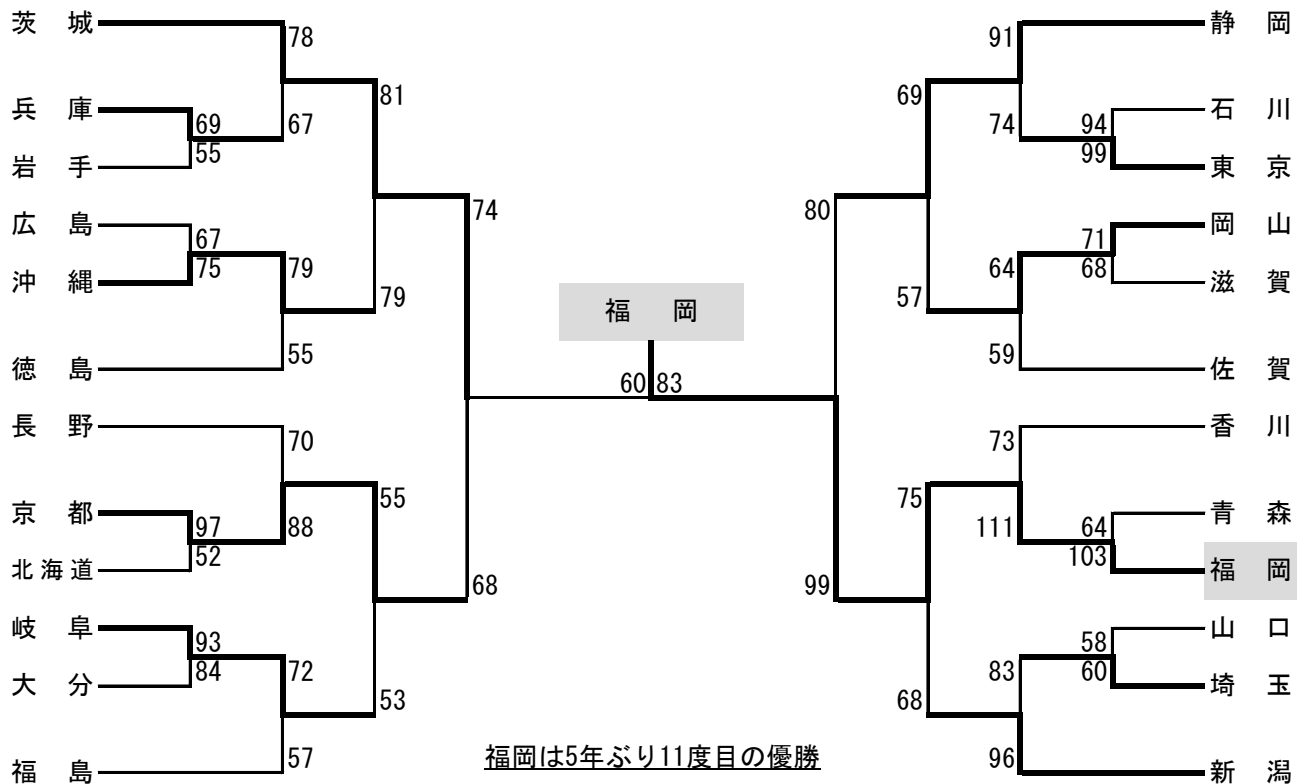 茨城
78
81
兵庫
69
67
55
岩手
74
広島
67
沖縄
75
79
79
徳島
55
長野
70
55
京都
97
88
52
北海道
68
岐阜
93
大分
84
72
53
福島
57
福岡
60 83
静岡
91
69
石川
94
74
99
東京
80
岡山
71
64
68
滋賀
57
59
佐賀
香川
73
75
青森
64
111
103
福岡
99
山口
58
83
60
埼玉
68
96
新潟
福岡は5年ぶり11度目の優勝